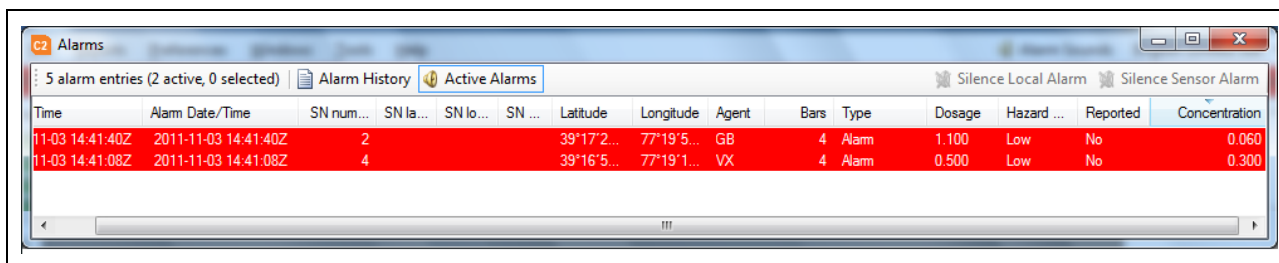 C2 Alarms
5 alarm entries (2 active, 0 selected) Alarm History Active Alarms Silence Local Alarm Silence Sensor Alarm
Time Alarm Date/Time SN num... SN la... SN lo... SN ... Latitude Longitude Agent Bars Type Dosage Hazard ... Reported Concentration
11-03 14:41:40Z 2011-11-03 14:41:40Z 2 39°17'2... 77°19'5... GB 4 Alarm 1.100 Low No 0.060
11-03 14:41:08Z 2011-11-03 14:41:08Z 4 39°16'5... 77°19'1... VX 4 Alarm 0.500 Low No 0.300